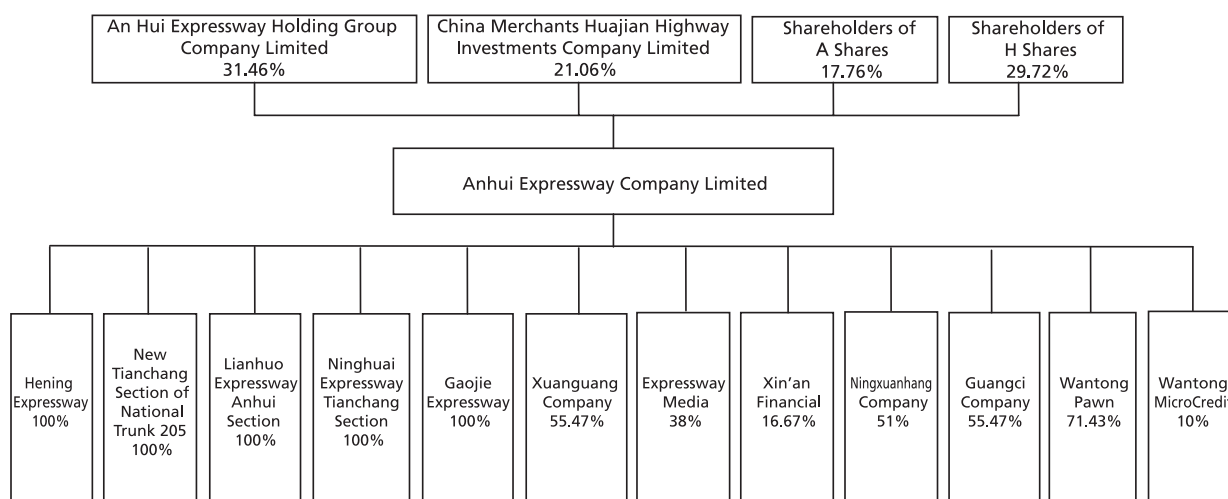 An Hui Expressway Holding Group
Company Limited
31.46%
China Merchants Huajian Highway
Investments Company Limited
21.06%
Shareholders of
A Shares
17.76%
Shareholders of
H Shares
29.72%
Anhui Expressway Company Limited
Hening
Expressway
100%
New
Tianchang
Section of
National
Trunk 205
100%
Lianhuo
Expressway
Anhui
Section
100%
Ninghuai
Expressway
Tianchang
Section
100%
Gaojie
Expressway
100%
Xuanguang
Company
55.47%
Expressway
Media
38%
Xin'an
Financial
16.67%
Ningxuanhang
Company
51%
Guangci
Company
55.47%
Wantong
Pawn
71.43%
Wantong
MicroCredit
10%